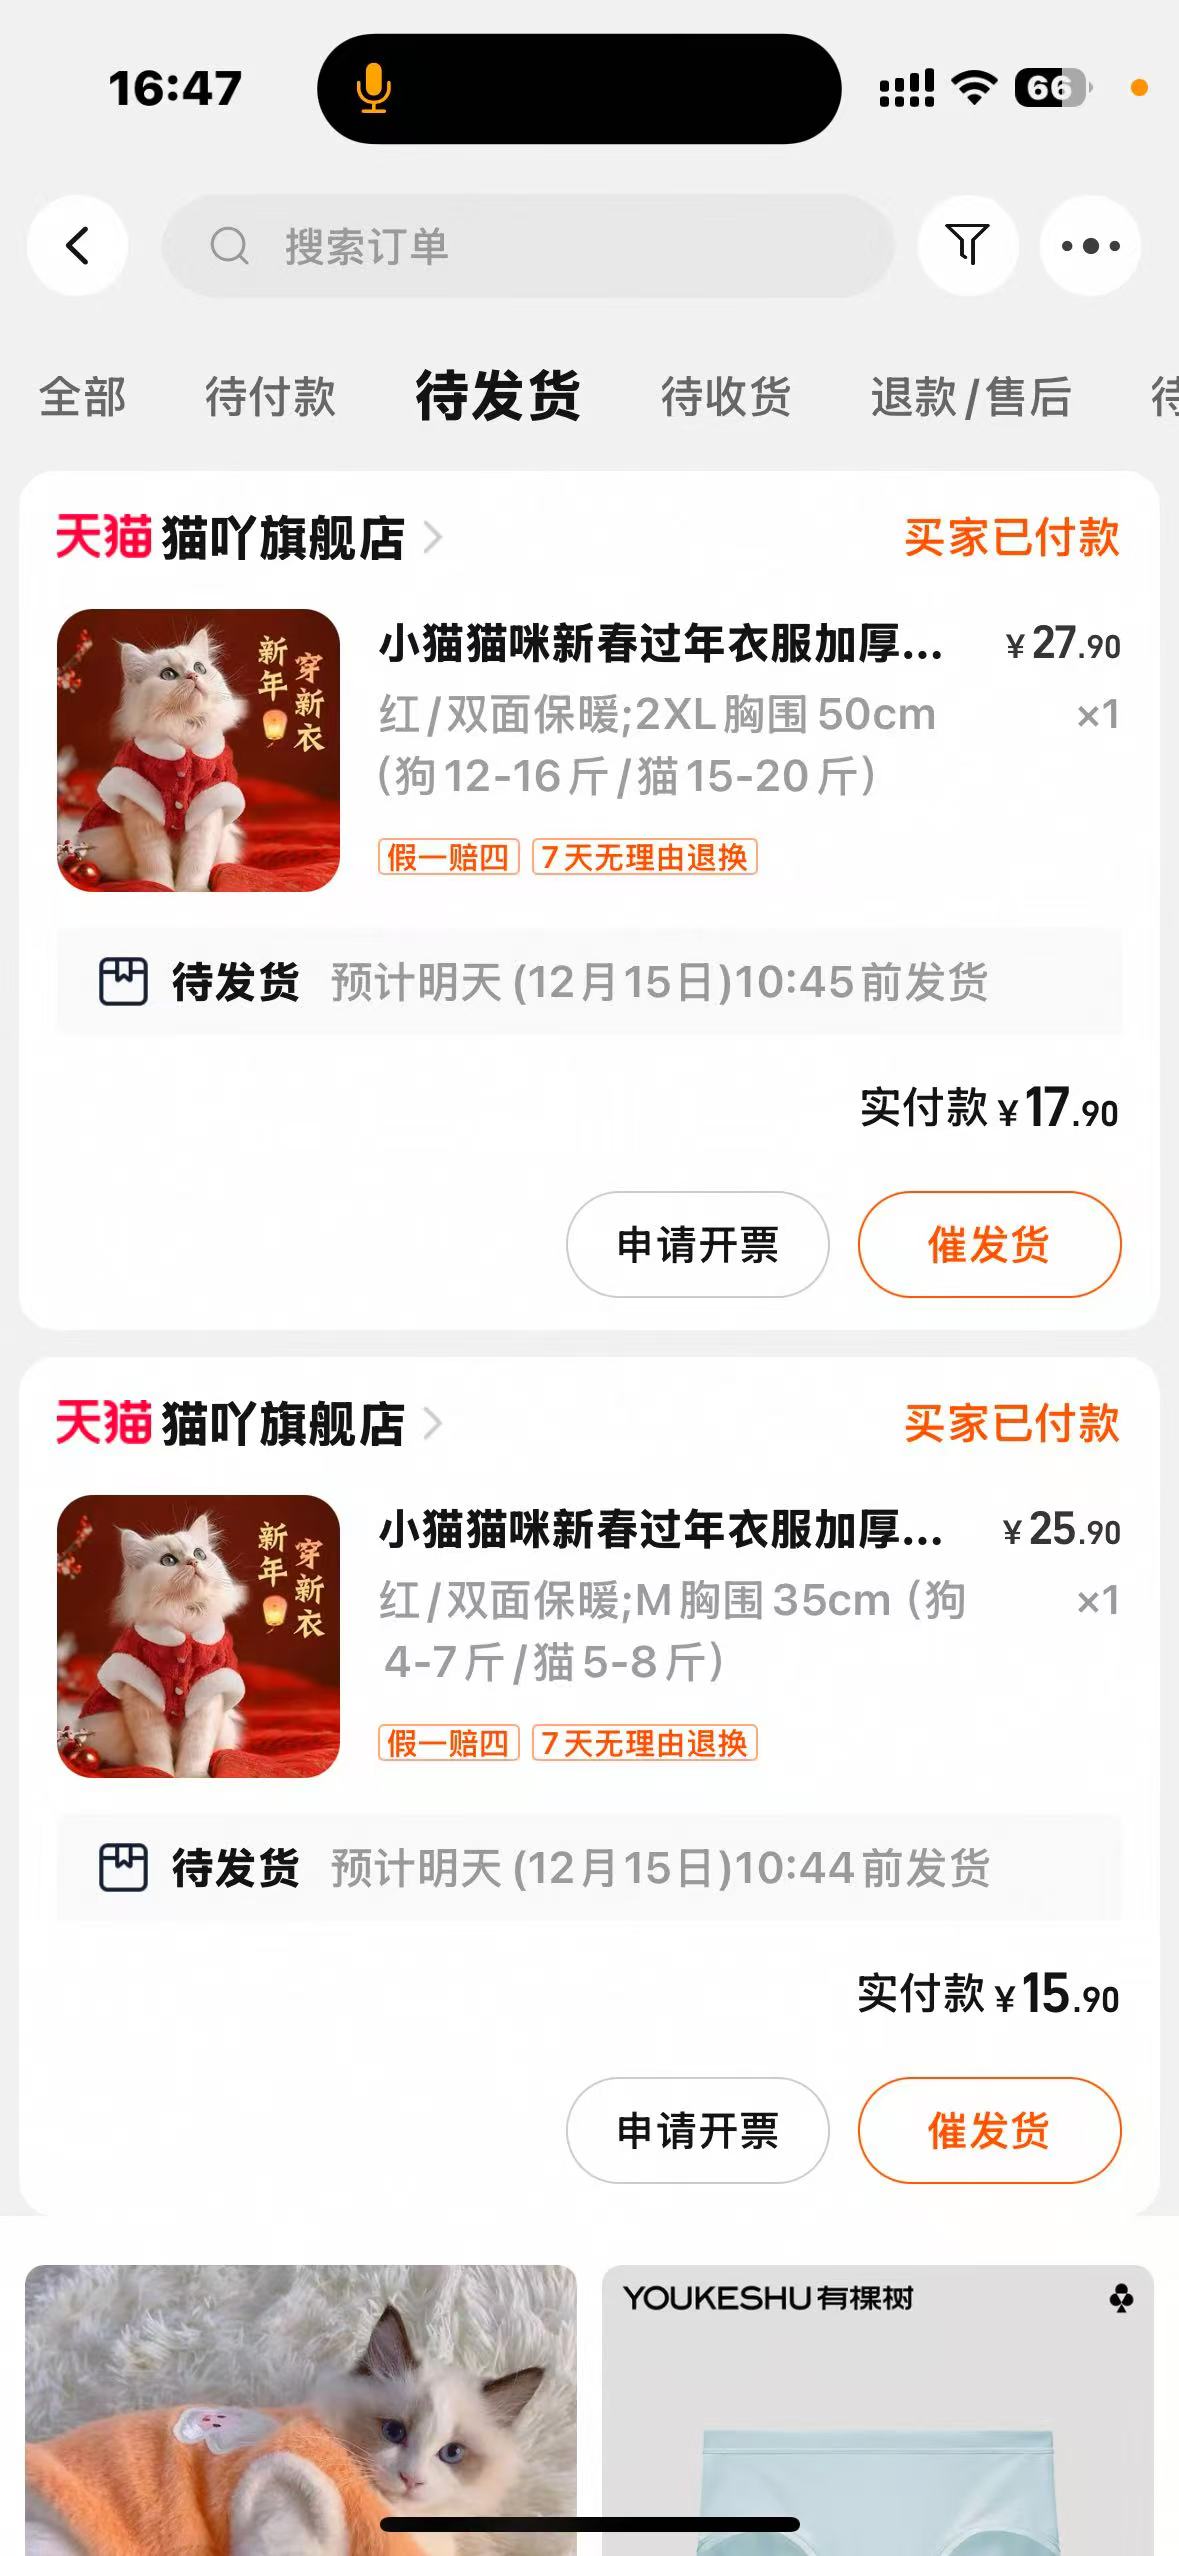 16:47
66
搜索订单
全部 待付款 待发货 待收货 退款/售后
天猫 猫吖旗舰店 买家已付款
新年 穿新衣
小猫猫咪新春过年衣服加厚... ¥27.90
红/双面保暖;2XL胸围50cm ×1
(狗12-16斤/猫15-20斤)
假一赔四 7天无理由退换
待发货 预计明天(12月15日)10:45前发货
实付款¥17.90
申请开票 催发货
天猫 猫吖旗舰店 买家已付款
新年 穿新衣
小猫猫咪新春过年衣服加厚... ¥25.90
红/双面保暖;M胸围35cm(狗 ×1
4-7斤/猫5-8斤)
假一赔四 7天无理由退换
待发货 预计明天(12月15日)10:44前发货
实付款¥15.90
申请开票 催发货
YOUKESHU有棵树